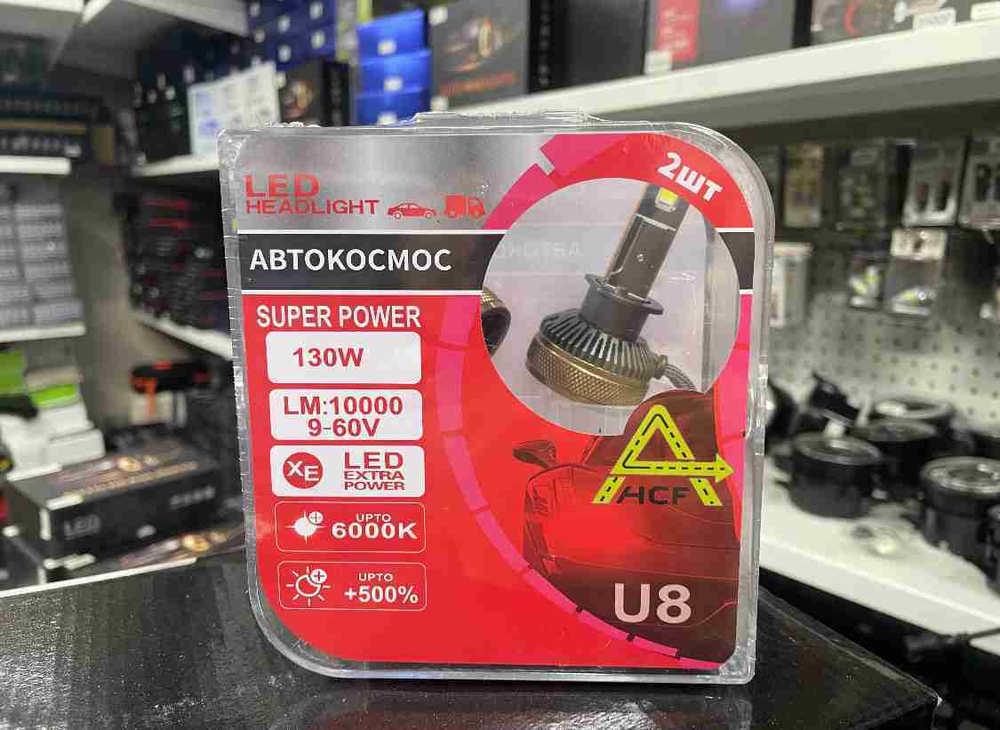 2шт
LED
HEADLIGHT
АВТОКОСМОС
SUPER POWER
130W
LM:10000
9-60V
XE LED
EXTRA
POWER
UPTO
6000K
UPTO
+500%
HCF
U8
LED